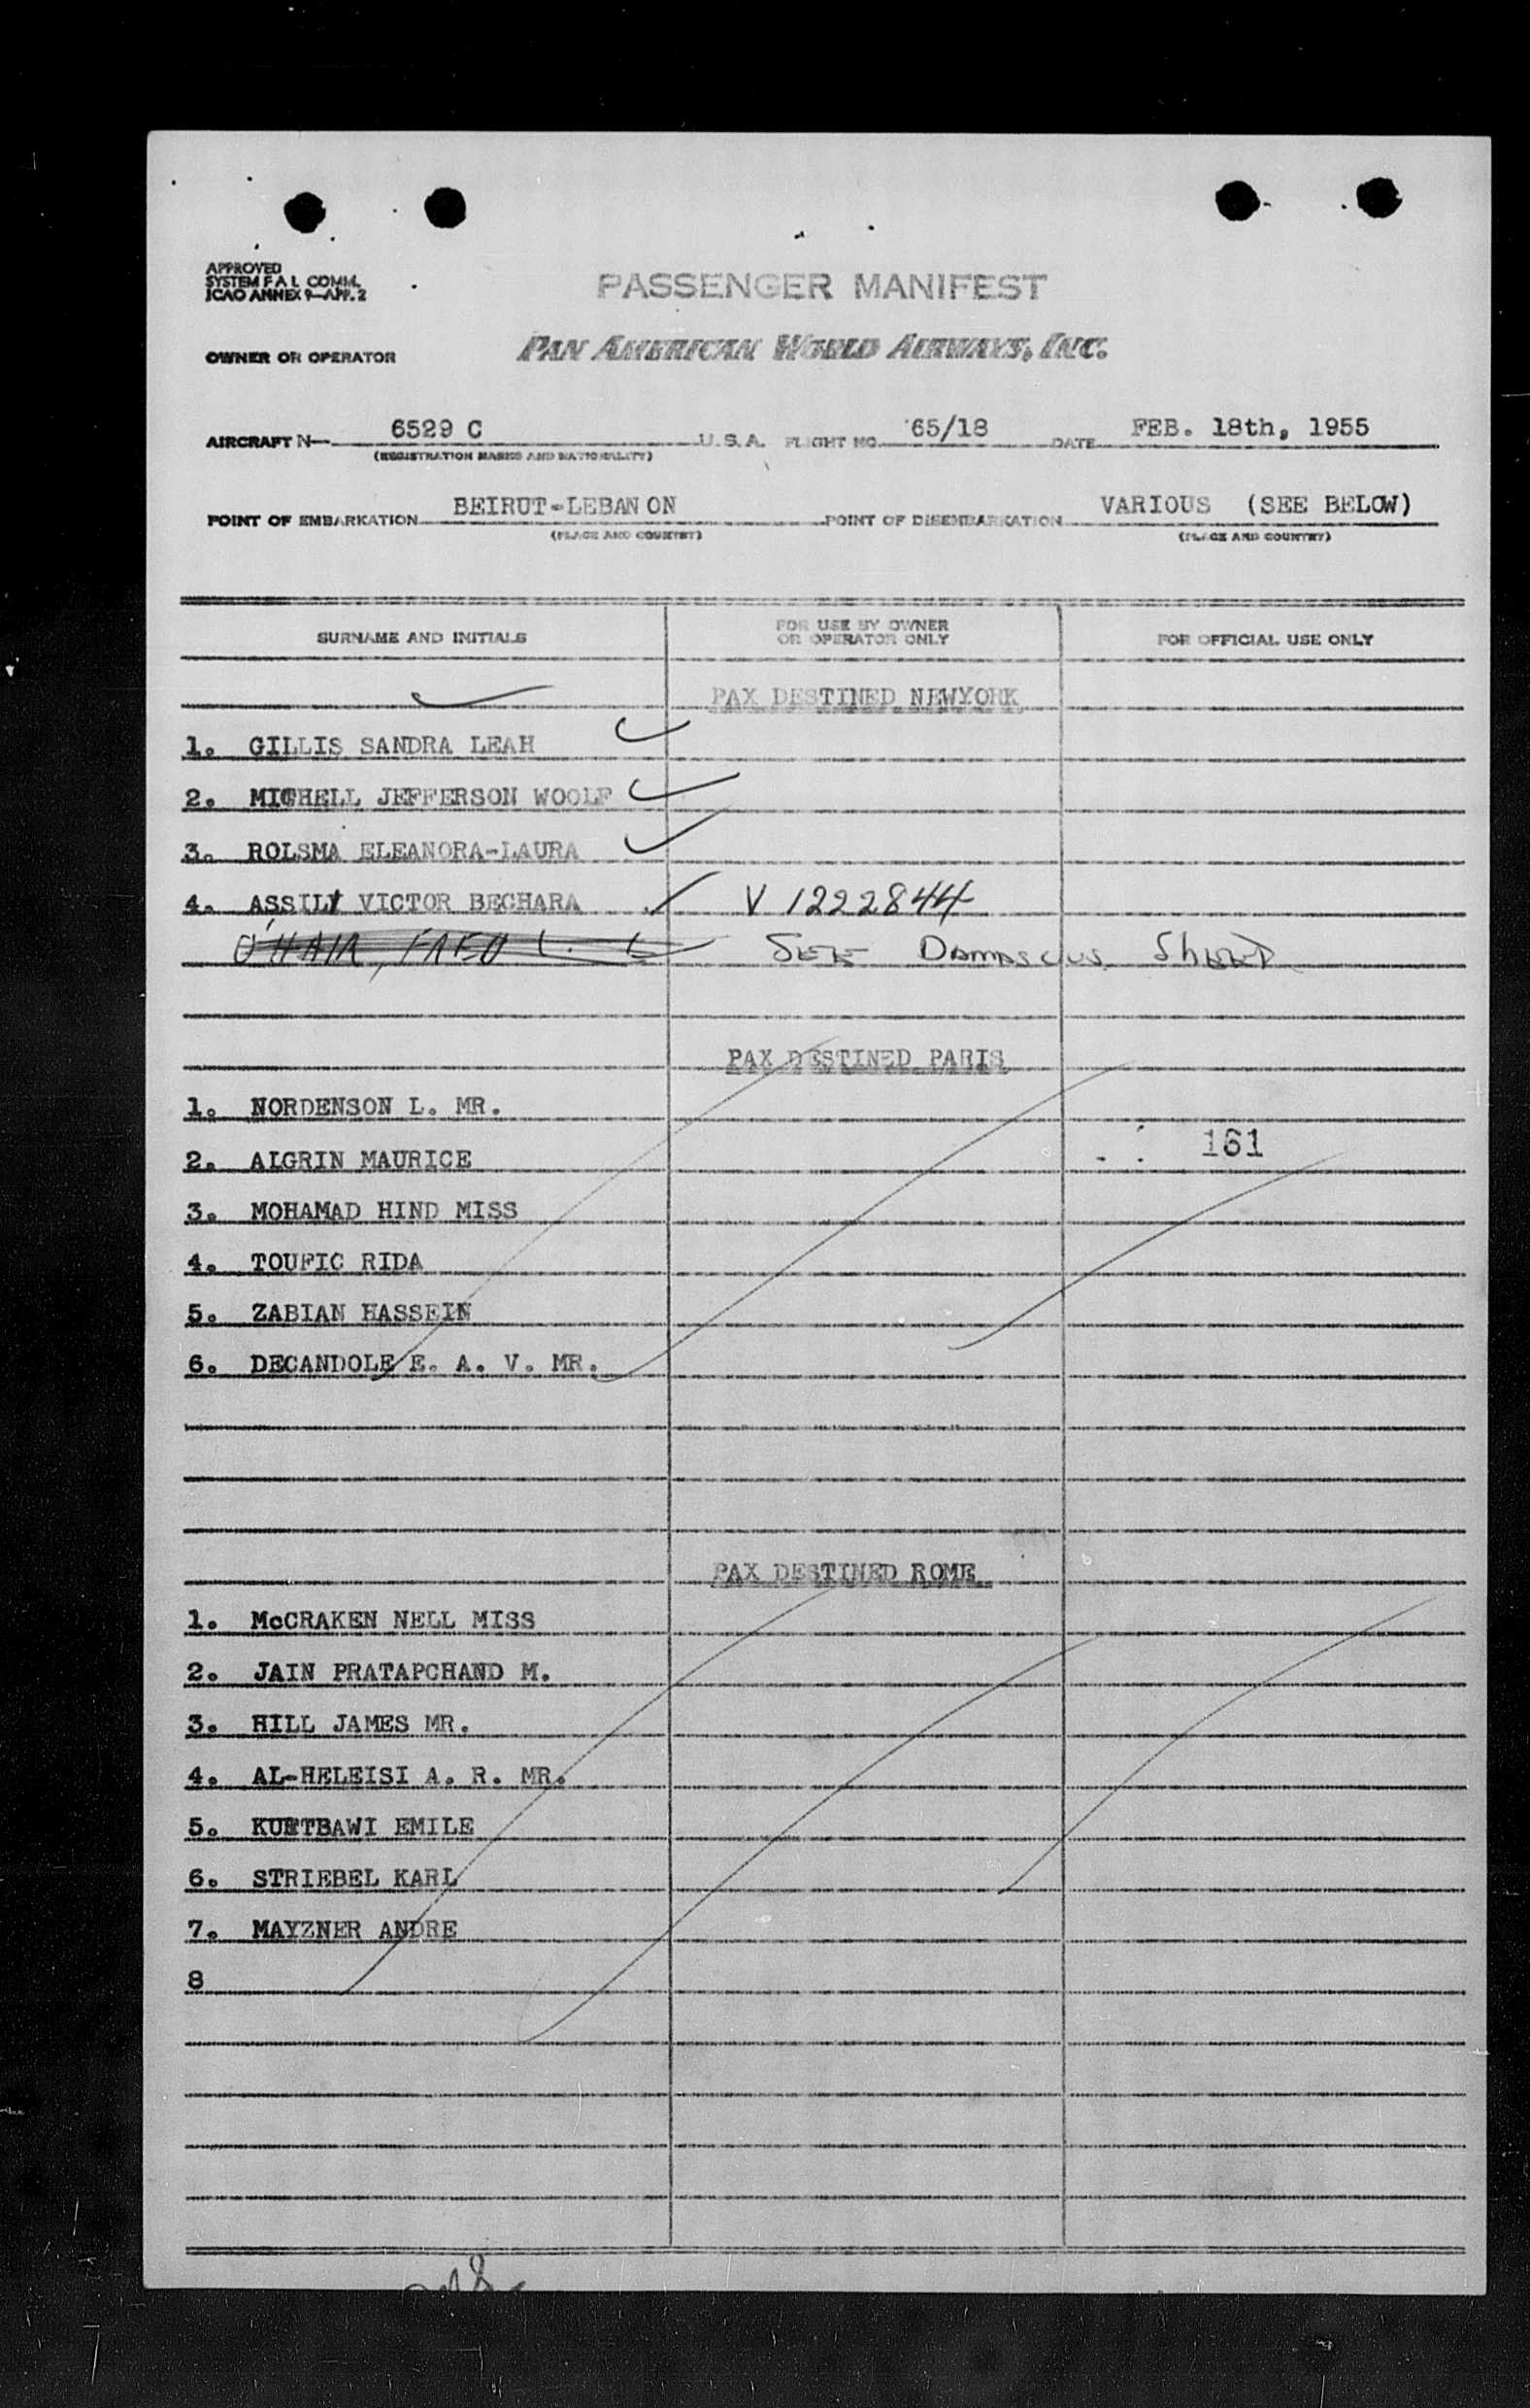 APPROVED
SYSTEM F A L COMM.
ICAO ANNEX 9—APP. 2
PASSENGER MANIFEST
OWNER OR OPERATOR PAN AMERICAN WORLD AIRWAYS, INC.
AIRCRAFT N— 6529 C U. S. A. FLIGHT NO. 65/18 DATE FEB. 18th, 1955
(REGISTRATION MARKS AND NATIONALITY)
POINT OF EMBARKATION BEIRUT-LEBAN ON POINT OF DISEMBARKATION VARIOUS (SEE BELOW)
(PLACE AND COUNTRY) (PLACE AND COUNTRY)
SURNAME AND INITIALS FOR USE BY OWNER OR OPERATOR ONLY FOR OFFICIAL USE ONLY
PAX DESTINED NEWYORK
1. GILLIS SANDRA LEAH
2. MICHELL JEFFERSON WOOLF
3. ROLSMA ELEANORA-LAURA
4. ASSILY VICTOR BECHARA V 1222844
O'HAIR, FRED SEE DAMASCUS SHEET
PAX DESTINED PARIS
1. NORDENSON L. MR.
161
2. ALGRIN MAURICE
3. MOHAMAD HIND MISS
4. TOUFIC RIDA
5. ZABIAN HASSEIN
6. DECANDOLE E. A. V. MR.
PAX DESTINED ROME
1. McCRAKEN NELL MISS
2. JAIN PRATAPCHAND M.
3. HILL JAMES MR.
4. AL-HELEISI A. R. MR.
5. KURTBAWI EMILE
6. STRIEBEL KARL
7. MAYZNER ANDRE
8